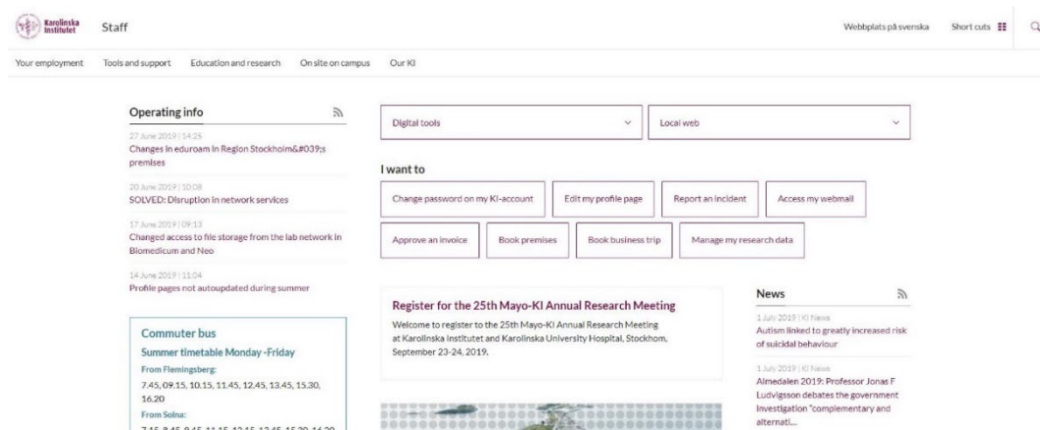 Karolinska
Institutet
Staff
Webbplats på svenska
Short cuts
Your employment
Tools and support
Education and research
On site on campus
Our KI
Operating info
27 June 2019 | 14:25
Changes in eduroam in Region Stockholm&#039;s
premises
20 June 2019 | 10:08
SOLVED: Disruption in network services
17 June 2019 | 09:13
Changed access to file storage from the lab network in
Biomedicum and Neo
14 June 2019 | 11:04
Profile pages not autoupdated during summer
Commuter bus
Summer timetable Monday -Friday
From Flemingsberg:
7.45, 09.15, 10.15, 11.45, 12.45, 13.45, 15.30,
16.20
From Solna:
Digital tools
Local web
I want to
Change password on my KI-account
Edit my profile page
Report an incident
Access my webmail
Approve an invoice
Book premises
Book business trip
Manage my research data
Register for the 25th Mayo-KI Annual Research Meeting
Welcome to register to the 25th Mayo-KI Annual Research Meeting
at Karolinska Institutet and Karolinska University Hospital, Stockhom,
September 23-24, 2019.
News
1 July 2019 | KI News
Autism linked to greatly increased risk
of suicidal behaviour
1 July 2019 | KI News
Almedalen 2019: Professor Jonas F
Ludvigsson debates the government
investigation "complementary and
alternati...